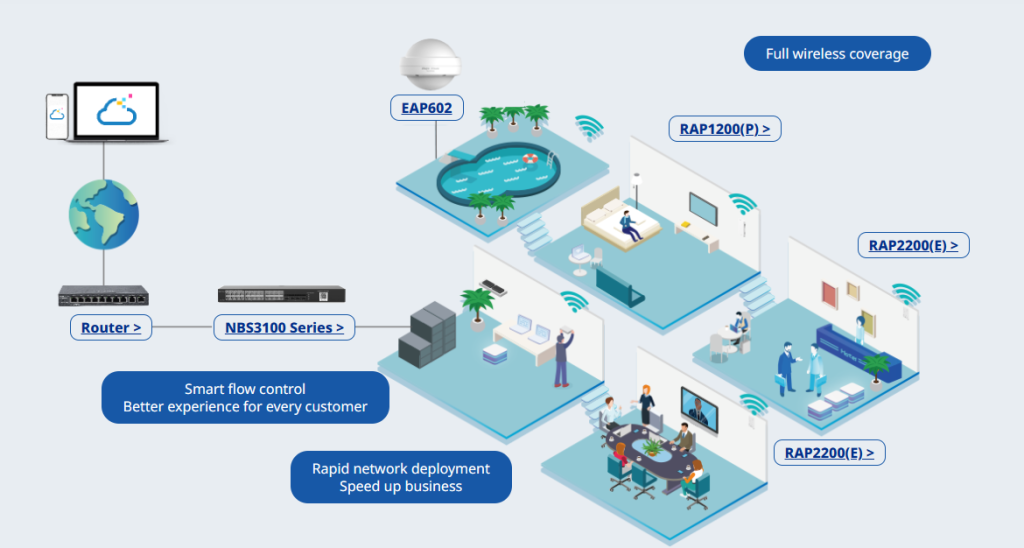 Full wireless coverage
EAP602
RAP1200(P) >
RAP2200(E) >
Router >
NBS3100 Series >
Smart flow control
Better experience for every customer
RAP2200(E) >
Rapid network deployment
Speed up business